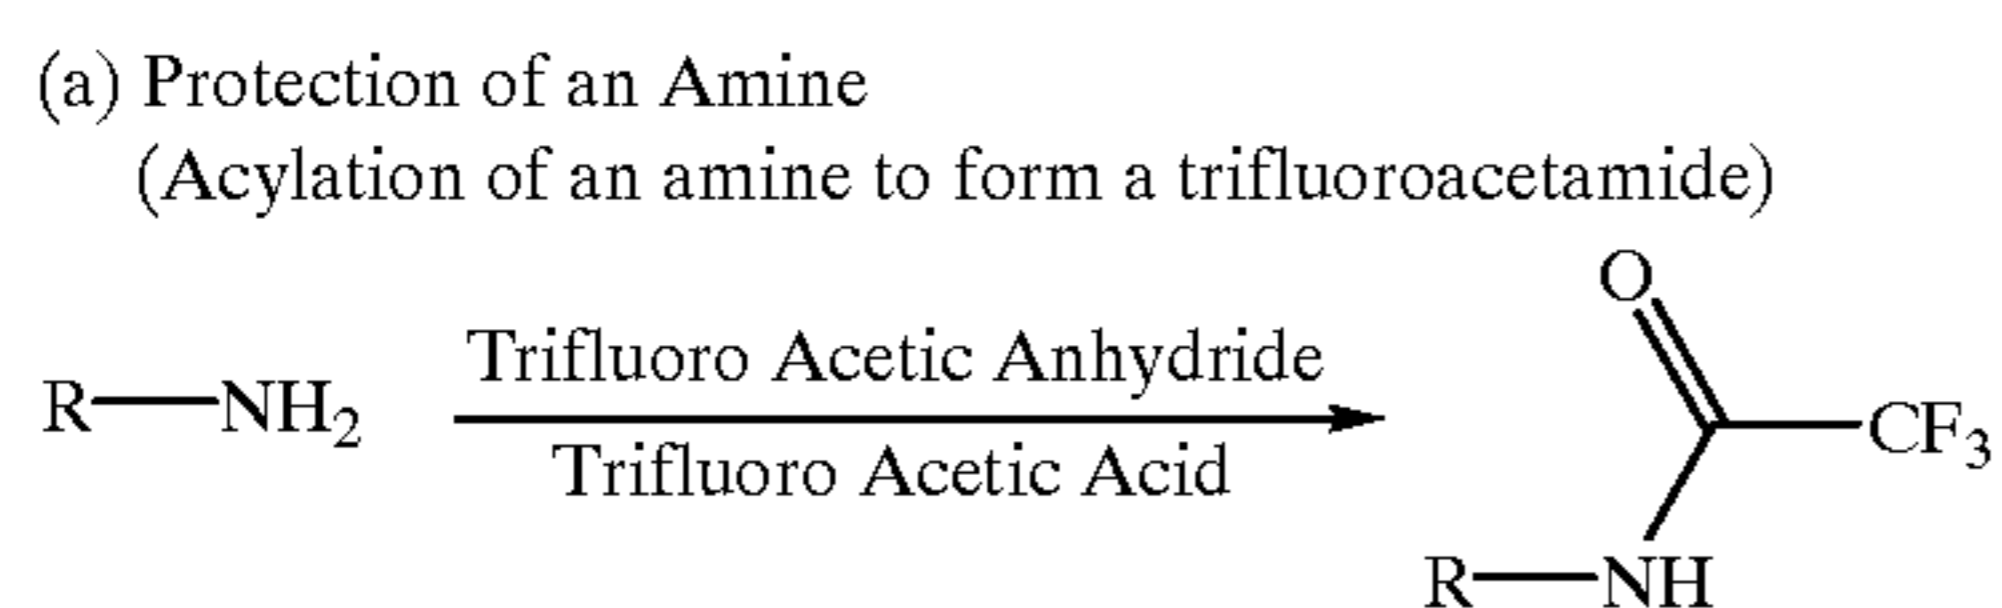 (a) Protection of an Amine
(Acylation of an amine to form a trifluoroacetamide)
O
Trifluoro Acetic Anhydride
R—NH₂
CF₃
Trifluoro Acetic Acid
R—NH